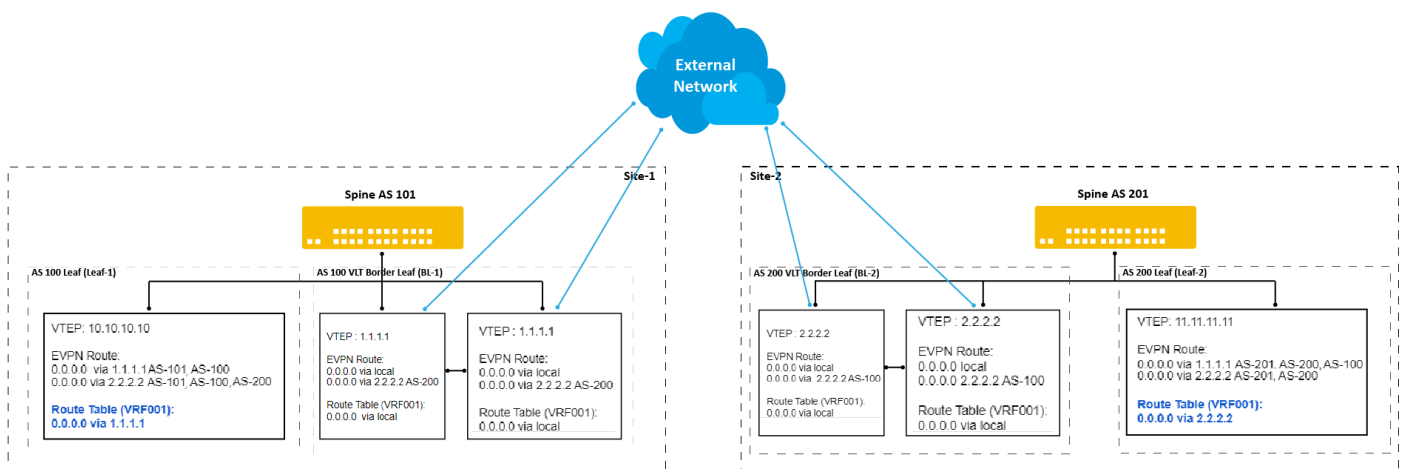 External
Network
Site-1
Site-2
Spine AS 101
Spine AS 201
AS 100 Leaf (Leaf-1)
AS 100 VLT Border Leaf (BL-1)
AS 200 VLT Border Leaf (BL-2)
AS 200 Leaf (Leaf-2)
VTEP: 10.10.10.10
EVPN Route:
0.0.0.0 via 1.1.1.1 AS-101, AS-100
0.0.0.0 via 2.2.2.2 AS-101, AS-100, AS-200
Route Table (VRF001):
0.0.0.0 via 1.1.1.1
VTEP : 1.1.1.1
EVPN Route:
0.0.0.0 via local
0.0.0.0 via 2.2.2.2 AS-200
Route Table (VRF001):
0.0.0.0 via local
VTEP : 1.1.1.1
EVPN Route:
0.0.0.0 via local
0.0.0.0 via 2.2.2.2 AS-200
Route Table (VRF001):
0.0.0.0 via local
VTEP : 2.2.2.2
EVPN Route:
0.0.0.0 via local
0.0.0.0 via 2.2.2.2 AS-100
Route Table (VRF001):
0.0.0.0 via local
VTEP : 2.2.2.2
EVPN Route:
0.0.0.0 local
0.0.0.0 2.2.2.2 AS-100
Route Table (VRF001):
0.0.0.0 via local
VTEP: 11.11.11.11
EVPN Route:
0.0.0.0 via 1.1.1.1 AS-201, AS-200, AS-100
0.0.0.0 via 2.2.2.2 AS-201, AS-200
Route Table (VRF001):
0.0.0.0 via 2.2.2.2